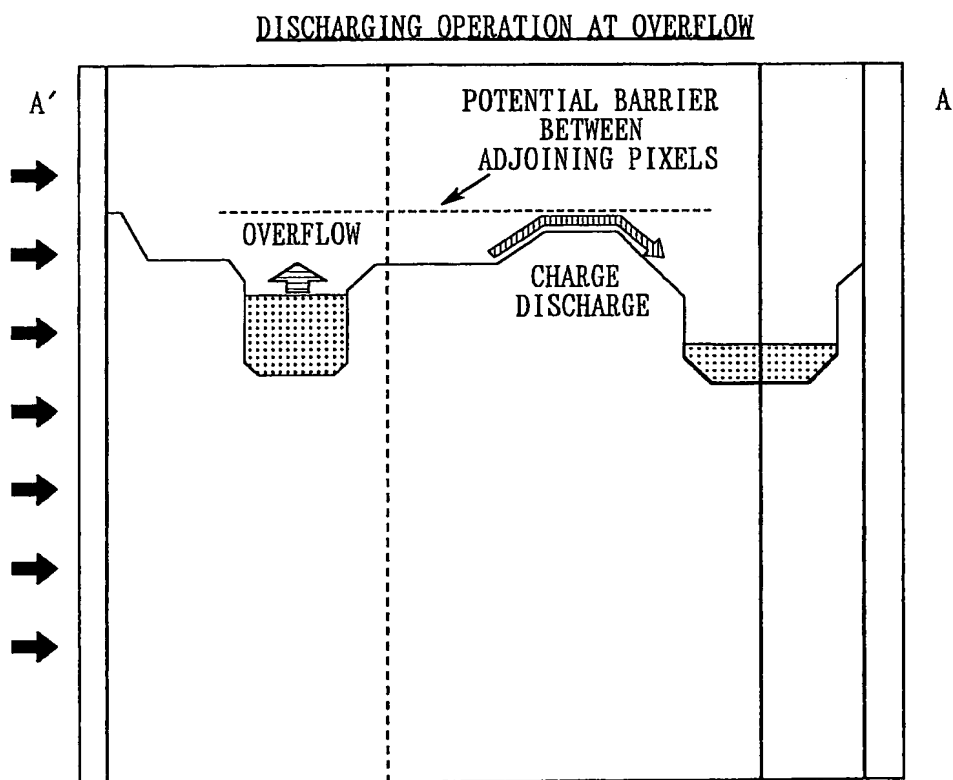 DISCHARGING OPERATION AT OVERFLOW
A′
A
POTENTIAL BARRIER
BETWEEN
ADJOINING PIXELS
OVERFLOW
CHARGE
DISCHARGE